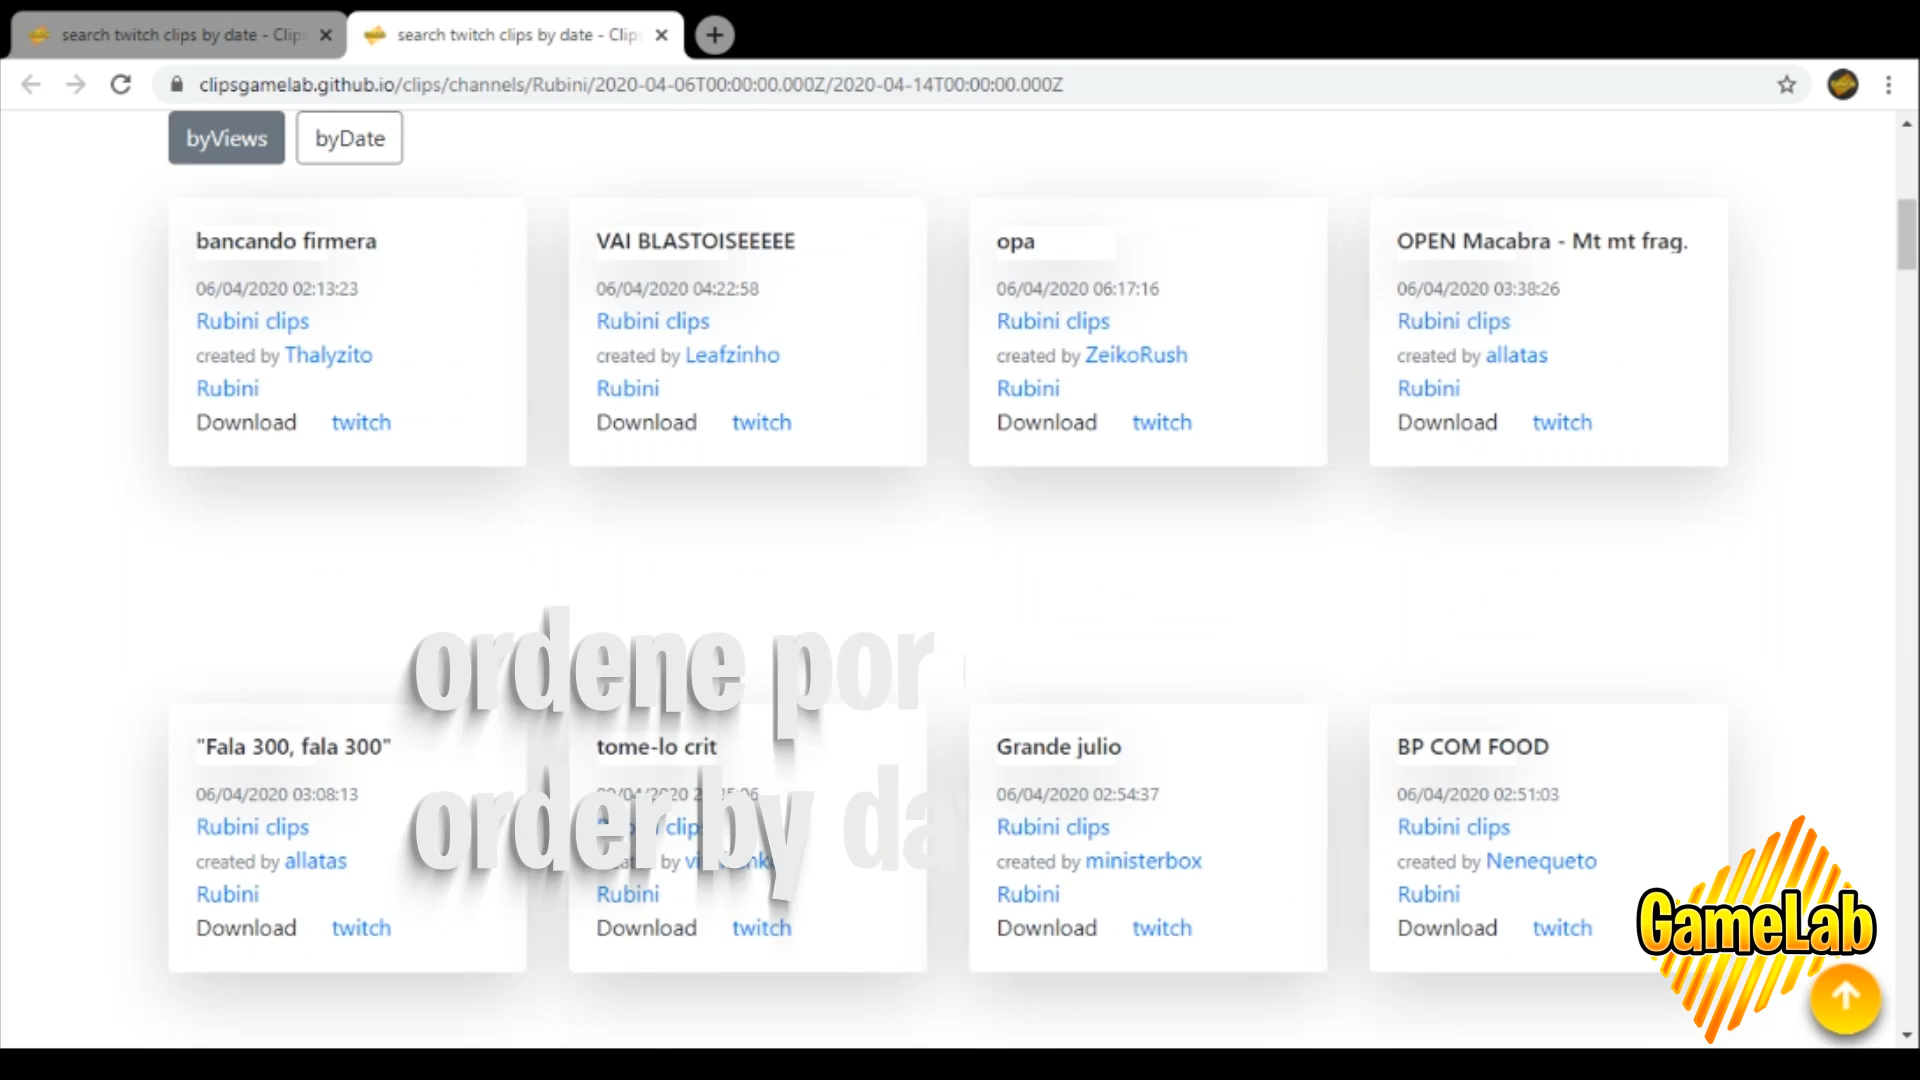 search twitch clips by date - Clip
search twitch clips by date - Clip
clipsgamelab.github.io/clips/channels/Rubini/2020-04-06T00:00:00.000Z/2020-04-14T00:00:00.000Z
byViews byDate
bancando firmera
06/04/2020 02:13:23
Rubini clips
created by Thalyzito
Rubini
Download twitch
VAI BLASTOISEEEEE
06/04/2020 04:22:58
Rubini clips
created by Leafzinho
Rubini
Download twitch
opa
06/04/2020 06:17:16
Rubini clips
created by ZeikoRush
Rubini
Download twitch
OPEN Macabra - Mt mt frag.
06/04/2020 03:38:26
Rubini clips
created by allatas
Rubini
Download twitch
ordene por
order by da
"Fala 300, fala 300"
06/04/2020 03:08:13
Rubini clips
created by allatas
Rubini
Download twitch
tome-lo crit
by
Rubini
Download twitch
Grande julio
06/04/2020 02:54:37
Rubini clips
created by ministerbox
Rubini
Download twitch
BP COM FOOD
06/04/2020 02:51:03
Rubini clips
created by Nenequeto
Rubini
Download twitch
GameLab